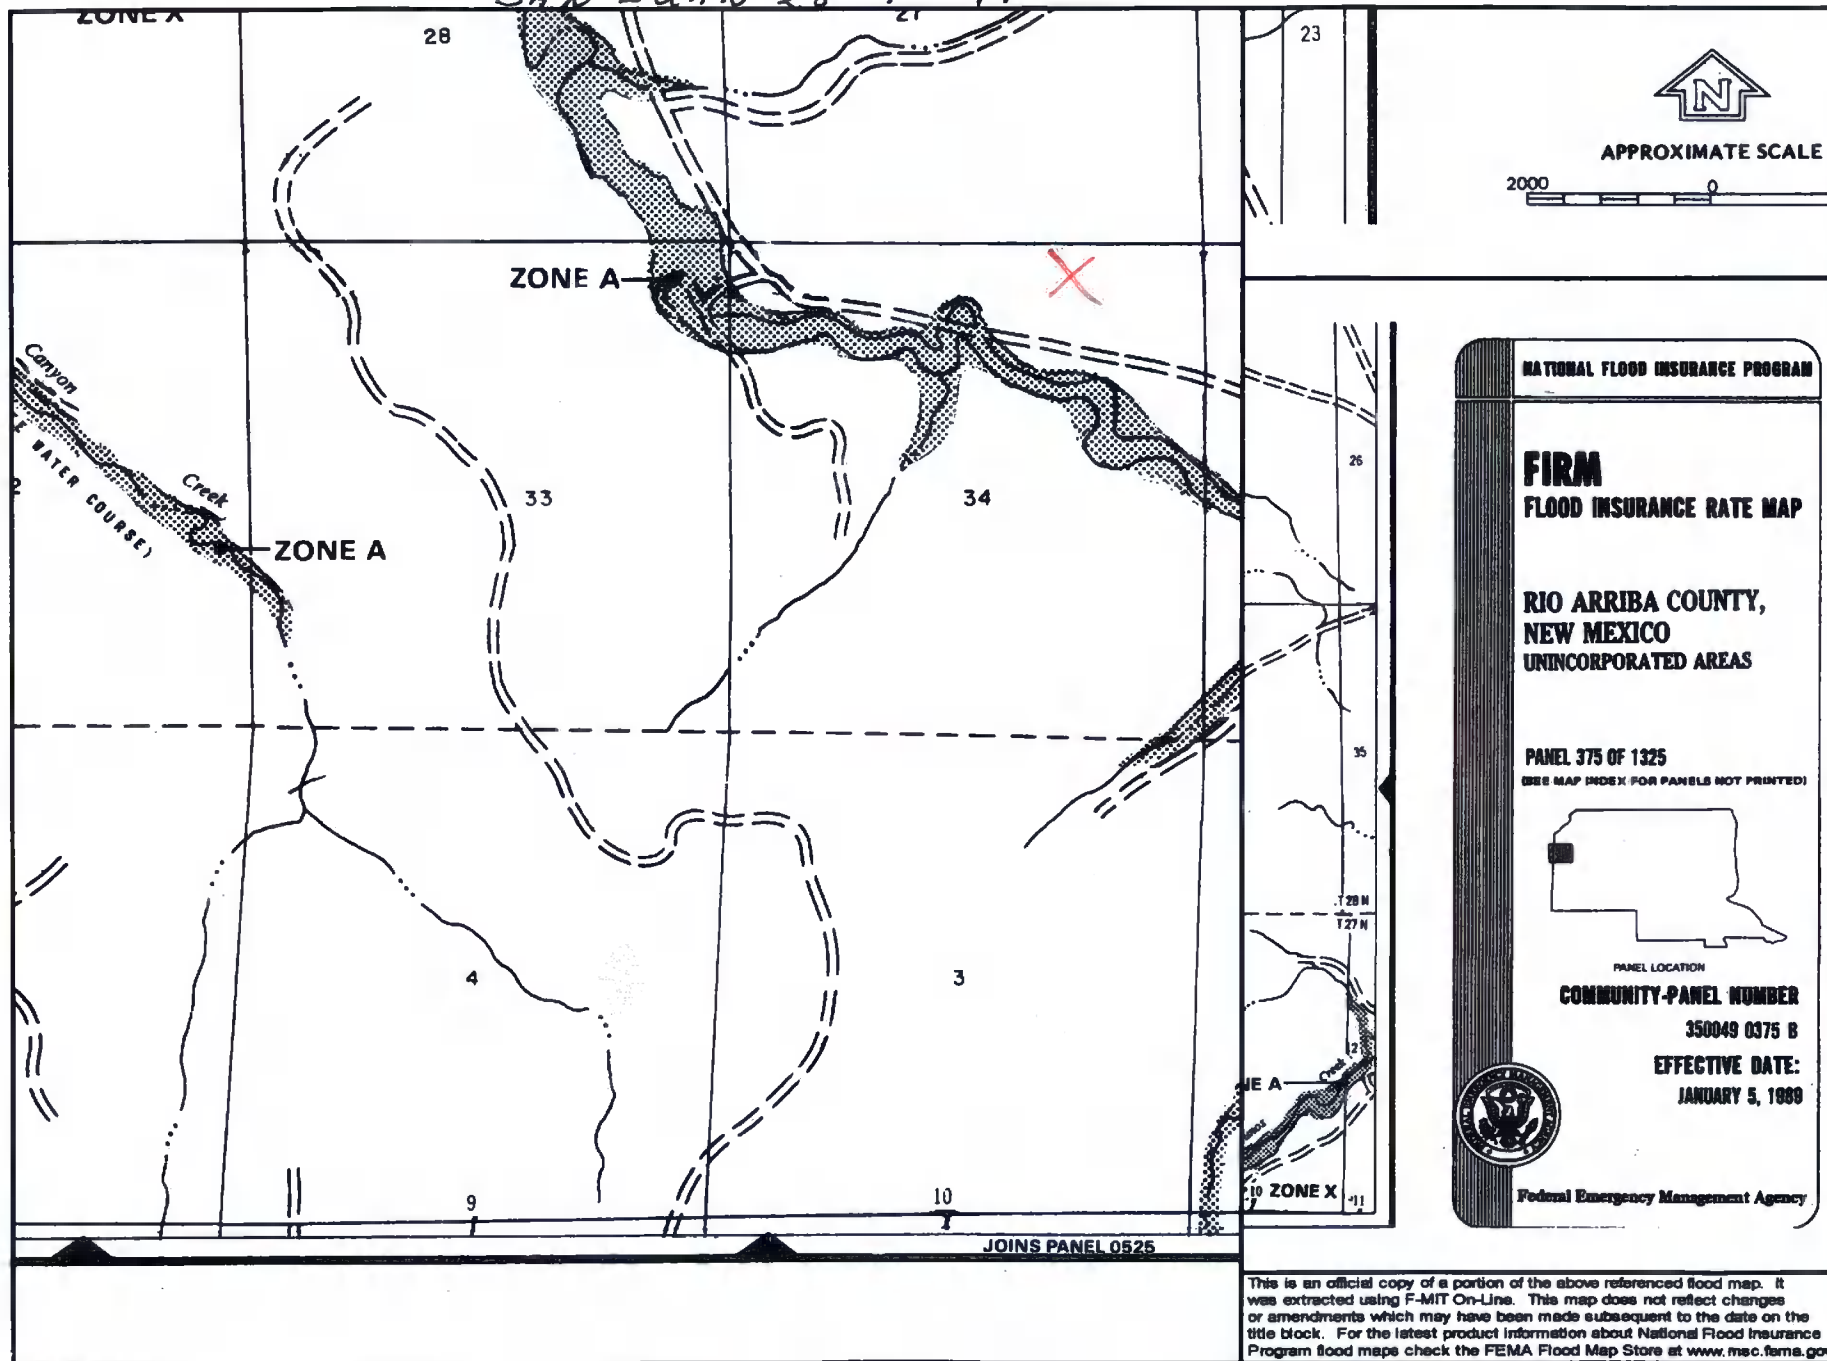 ZONE X
28
27
23
N
APPROXIMATE SCALE
2000
0
ZONE A
Canyon
Creek
WATER COURSE)
ZONE A
33
34
26
35
T 28 N
T 27 N
4
3
12
Creek
NE A
10 ZONE X
11
9
10
JOINS PANEL 0525
NATIONAL FLOOD INSURANCE PROGRAM
FIRM
FLOOD INSURANCE RATE MAP
RIO ARRIBA COUNTY,
NEW MEXICO
UNINCORPORATED AREAS
PANEL 375 OF 1325
(SEE MAP INDEX FOR PANELS NOT PRINTED)
PANEL LOCATION
COMMUNITY-PANEL NUMBER
350049 0375 B
EFFECTIVE DATE:
JANUARY 5, 1989
Federal Emergency Management Agency
This is an official copy of a portion of the above referenced flood map. It
was extracted using F-MIT On-Line. This map does not reflect changes
or amendments which may have been made subsequent to the date on the
title block. For the latest product information about National Flood Insurance
Program flood maps check the FEMA Flood Map Store at www.msc.fema.gov